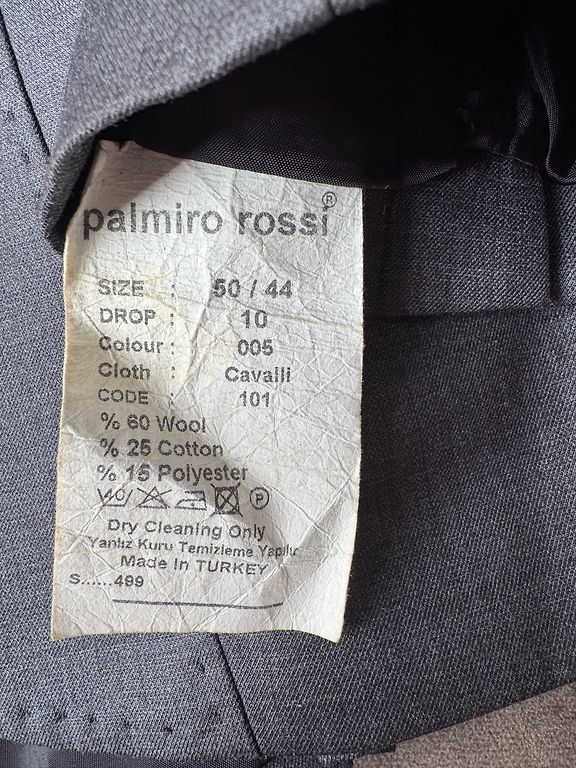 palmiro rossi®
SIZE : 50 / 44
DROP : 10
Colour : 005
Cloth : Cavalli
CODE : 101
% 60 Wool
% 25 Cotton
% 15 Polyester
40 P
Dry Cleaning Only
Yanlız Kuru Temizleme Yapılır
Made In TURKEY
S......499